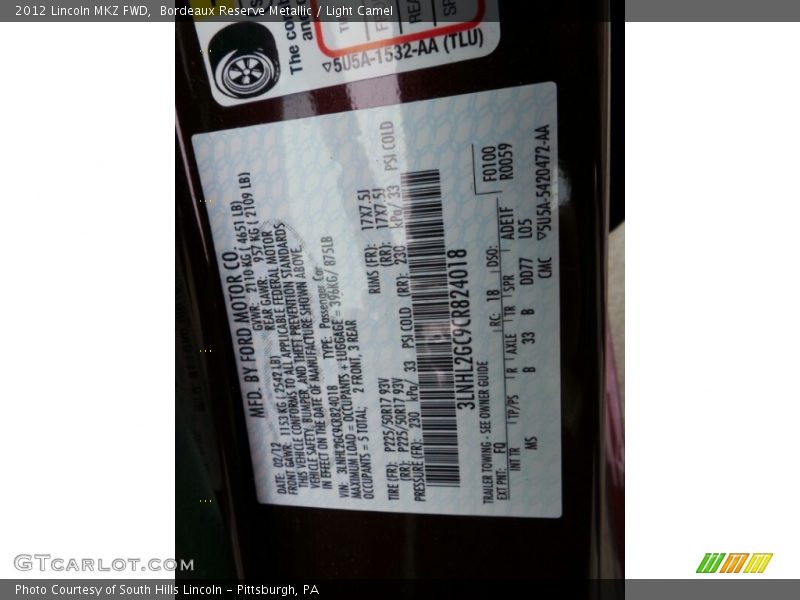 2012 Lincoln MKZ FWD,  Bordeaux Reserve Metallic / Light Camel
The
and
▽5U5A-1532-AA (TLU)
MFD. BY FORD MOTOR CO.
DATE: 02/12 GVWR: 2110 KG ( 4651 LB)
FRONT GAWR: 1153 KG ( 2542 LB) REAR GAWR: 957 KG ( 2109 LB)
THIS VEHICLE CONFORMS TO ALL APPLICABLE FEDERAL MOTOR
VEHICLE SAFETY, BUMPER, AND THEFT PREVENTION STANDARDS
IN EFFECT ON THE DATE OF MANUFACTURE SHOWN ABOVE.
VIN: 3LNHL2GC9CR824018 TYPE: Passenger Car
MAXIMUM LOAD = OCCUPANTS + LUGGAGE = 396KG/ 875LB
OCCUPANTS = 5 TOTAL; 2 FRONT, 3 REAR
TIRE (FR): P225/50R17 93V RIMS (FR): 17X7.5J
(RR): P225/50R17 93V (RR): 17X7.5J
PRESSURE (FR): 230 kPa/ 33 PSI COLD (RR): 230 kPa/ 33 PSI COLD
3LNHL2GC9CR824018
TRAILER TOWING - SEE OWNER GUIDE
F0100
EXT PNT: FQ RC: 18 DSO: R0059
INT TR TP/PS R AXLE TR SPR ADE1F
MS B 33 B DD77 L05
CMC ▽5U5A-5420472-AA
GTCARLOT.COM
Photo Courtesy of South Hills Lincoln – Pittsburgh, PA